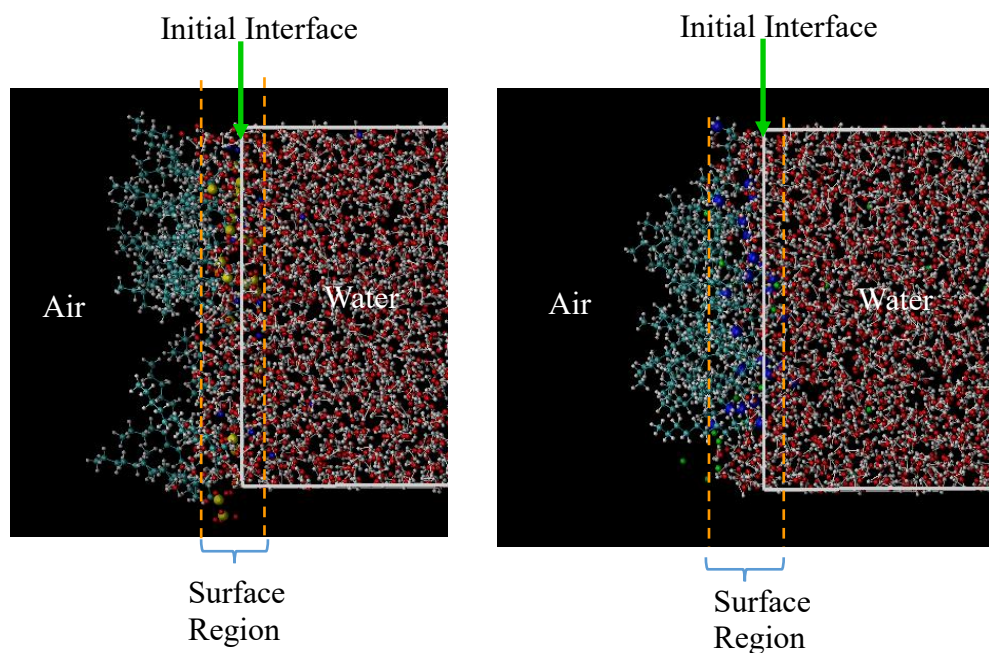 Initial Interface
Air
Water
Surface
Region
Initial Interface
Air
Water
Surface
Region